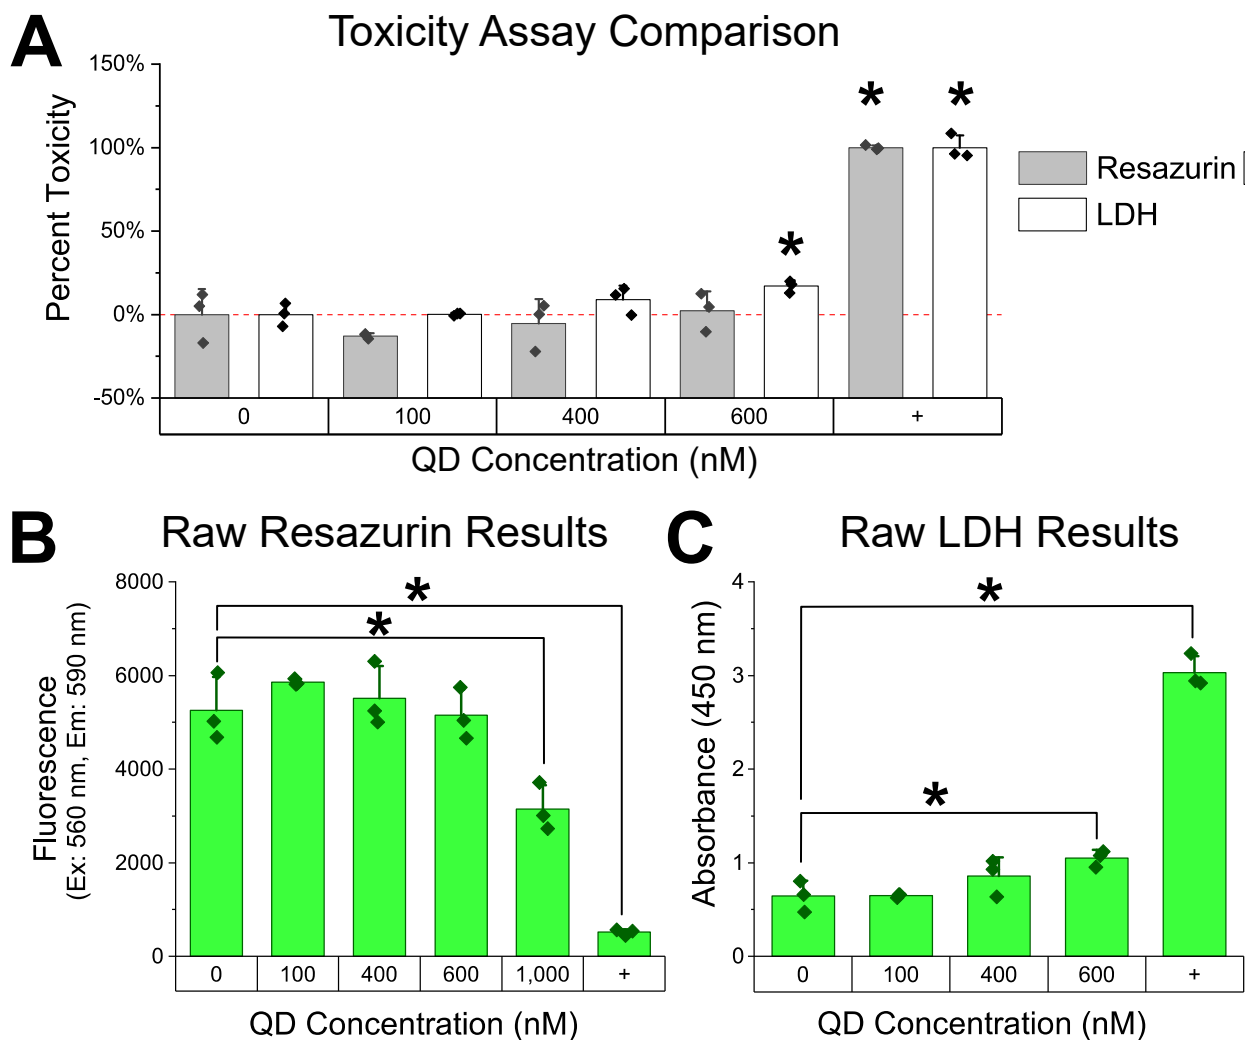 A
Toxicity Assay Comparison
150%
100%
50%
0%
-50%
Percent Toxicity
* *
*
Resazurin
LDH
0 100 400 600 +
QD Concentration (nM)
B
Raw Resazurin Results
8000
6000
4000
2000
0
Fluorescence
(Ex: 560 nm, Em: 590 nm)
*
*
0 100 400 600 1,000 +
QD Concentration (nM)
C
Raw LDH Results
4
3
2
1
0
Absorbance (450 nm)
*
*
0 100 400 600 +
QD Concentration (nM)